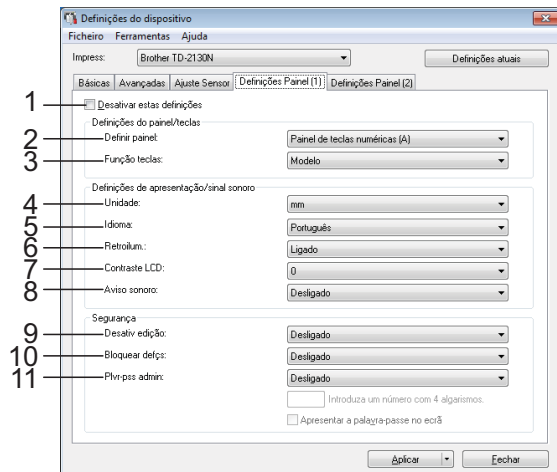 Definições do dispositivo
Ficheiro Ferramentas Ajuda
Impress: Brother TD-2130N Definições atuais
Básicas Avançadas Ajuste Sensor Definições Painel (1) Definições Painel (2)
1 Desativar estas definições
Definições do painel/teclas
2 Definir painel: Painel de teclas numéricas (A)
3 Função teclas: Modelo
Definições de apresentação/sinal sonoro
4 Unidade: mm
5 Idioma: Português
6 Retroilum.: Ligado
7 Contraste LCD: 0
8 Aviso sonoro: Desligado
Segurança
9 Desativ edição: Desligado
10 Bloquear defçs: Desligado
11 Plvr-pss admin: Desligado
Introduza um número com 4 algarismos.
Apresentar a palavra-passe no ecrã
Aplicar Fechar